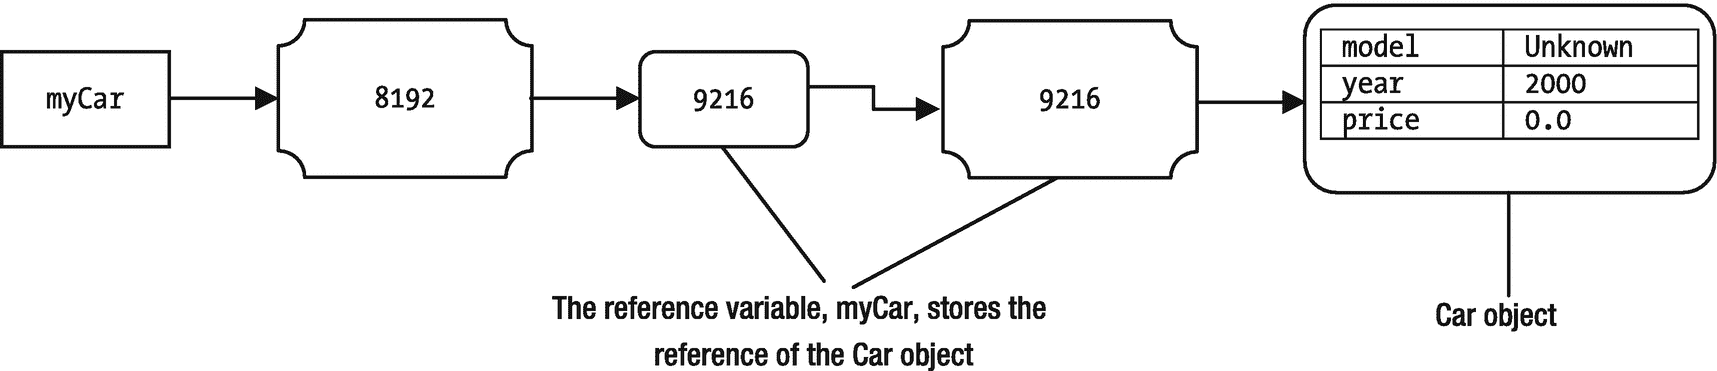 myCar
8192
9216
9216
model Unknown
year 2000
price 0.0
The reference variable, myCar, stores the
reference of the Car object
Car object